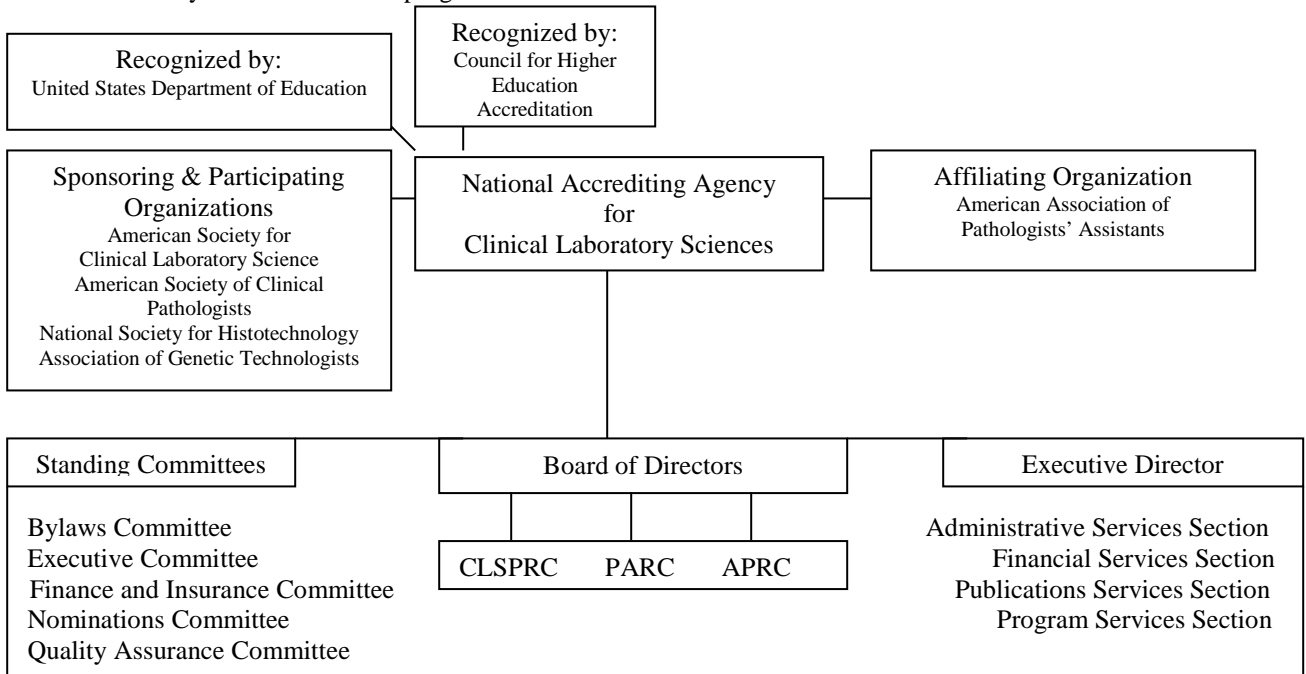 Recognized by:
United States Department of Education
Recognized by:
Council for Higher
Education
Accreditation
Sponsoring & Participating
Organizations
American Society for
Clinical Laboratory Science
American Society of Clinical
Pathologists
National Society for Histotechnology
Association of Genetic Technologists
National Accrediting Agency
for
Clinical Laboratory Sciences
Affiliating Organization
American Association of
Pathologists’ Assistants
Standing Committees
Bylaws Committee
Executive Committee
Finance and Insurance Committee
Nominations Committee
Quality Assurance Committee
Board of Directors
CLSPRC PARC APRC
Executive Director
Administrative Services Section
Financial Services Section
Publications Services Section
Program Services Section